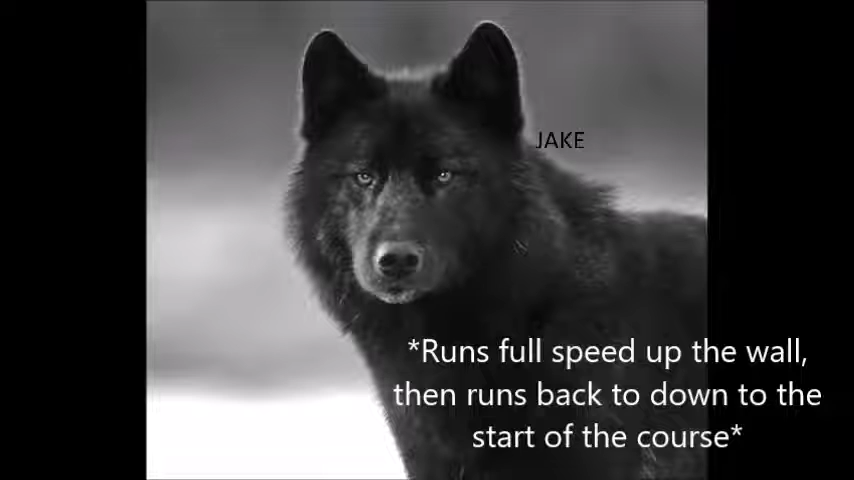 JAKE
*Runs full speed up the wall,
then runs back to down to the
start of the course*